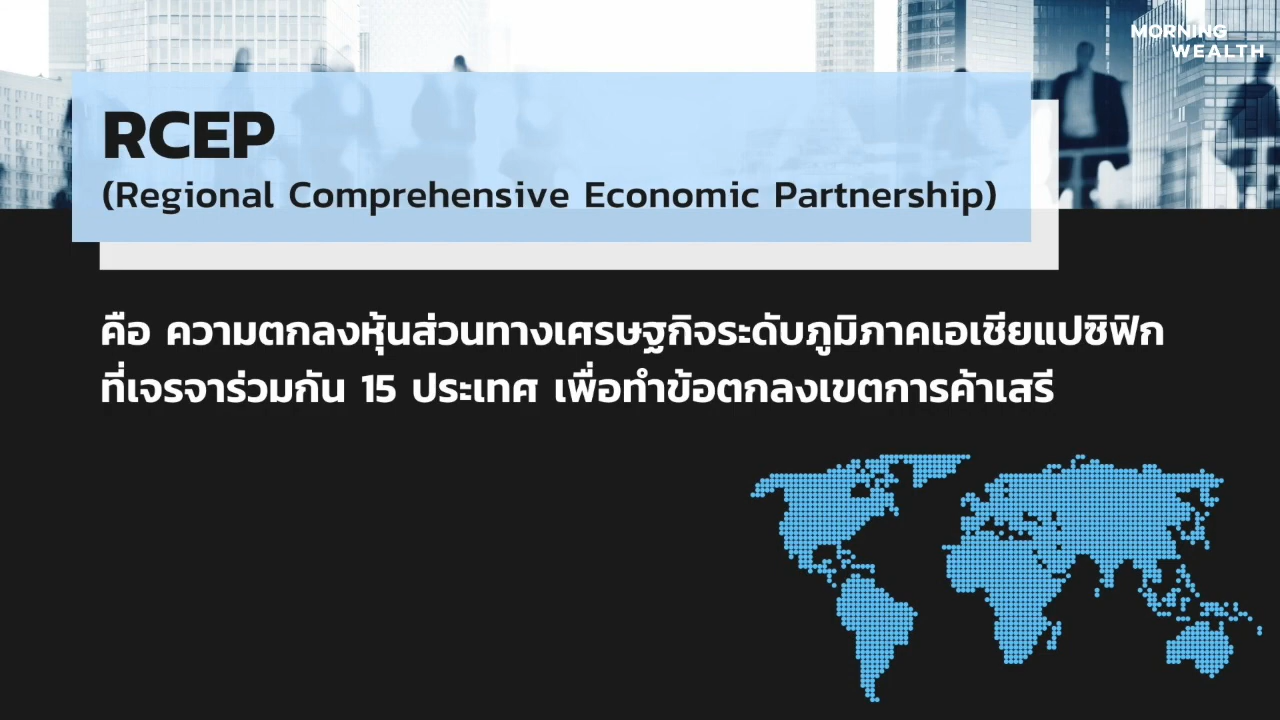 MORNING
WEALTH
RCEP
(Regional Comprehensive Economic Partnership)
คือ ความตกลงหุ้นส่วนทางเศรษฐกิจระดับภูมิภาคเอเชียแปซิฟิก
ที่เจรจาร่วมกัน 15 ประเทศ เพื่อทำข้อตกลงเขตการค้าเสรี